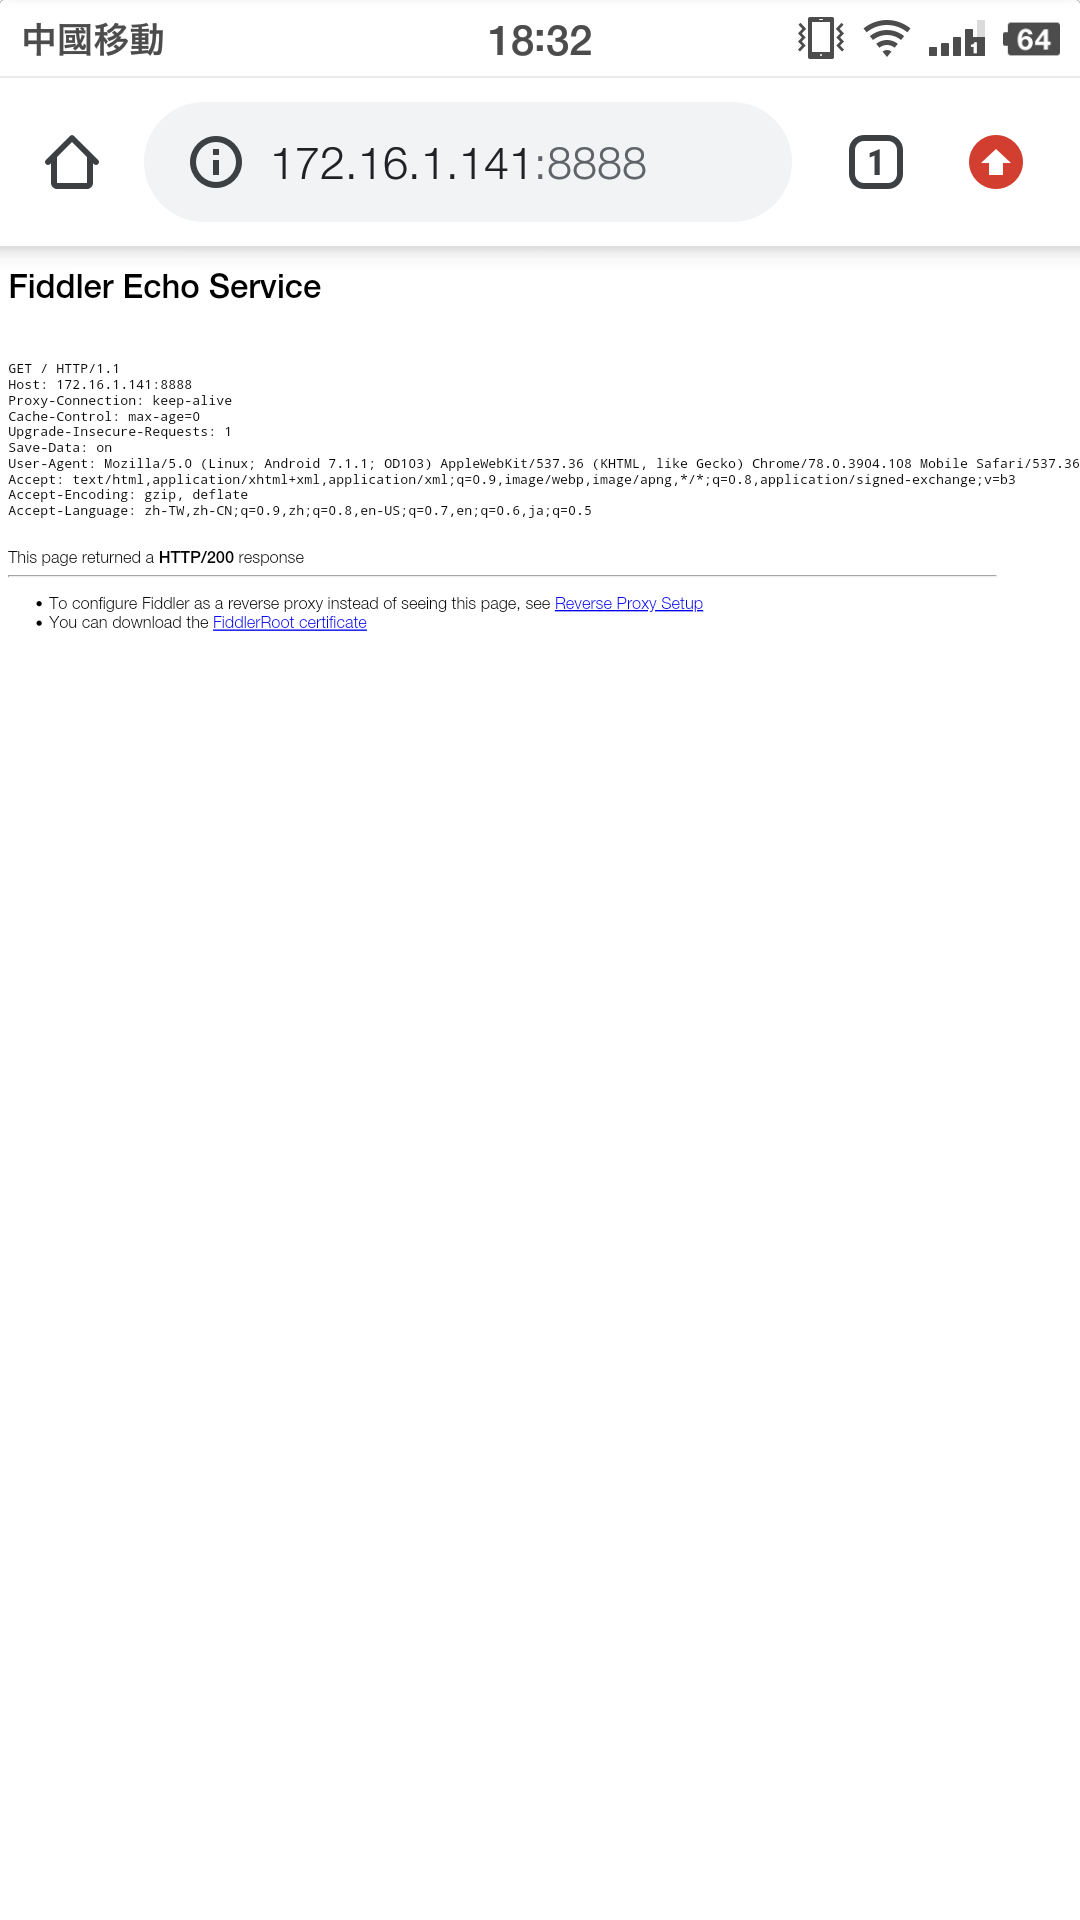 中國移動 18:32 1 64
172.16.1.141:8888 1
Fiddler Echo Service
GET / HTTP/1.1
Host: 172.16.1.141:8888
Proxy-Connection: keep-alive
Cache-Control: max-age=0
Upgrade-Insecure-Requests: 1
Save-Data: on
User-Agent: Mozilla/5.0 (Linux; Android 7.1.1; OD103) AppleWebKit/537.36 (KHTML, like Gecko) Chrome/78.0.3904.108 Mobile Safari/537.36
Accept: text/html,application/xhtml+xml,application/xml;q=0.9,image/webp,image/apng,*/*;q=0.8,application/signed-exchange;v=b3
Accept-Encoding: gzip, deflate
Accept-Language: zh-TW,zh-CN;q=0.9,zh;q=0.8,en-US;q=0.7,en;q=0.6,ja;q=0.5
This page returned a HTTP/200 response
• To configure Fiddler as a reverse proxy instead of seeing this page, see Reverse Proxy Setup
• You can download the FiddlerRoot certificate